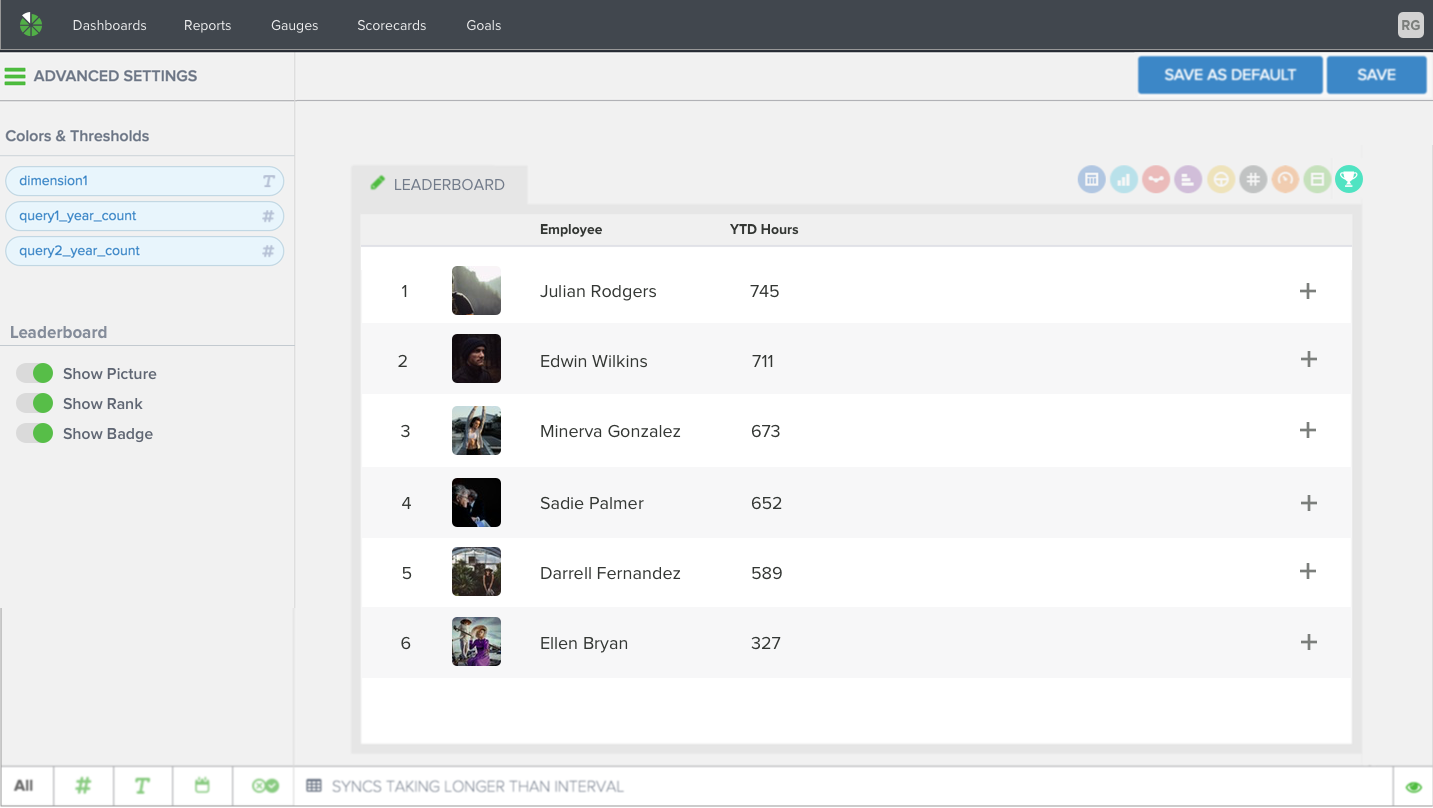 Dashboards Reports Gauges Scorecards Goals RG
ADVANCED SETTINGS
SAVE AS DEFAULT SAVE
Colors & Thresholds
dimension1 T
query1_year_count #
query2_year_count #
Leaderboard
Show Picture
Show Rank
Show Badge
LEADERBOARD
Employee YTD Hours
1 Julian Rodgers 745
2 Edwin Wilkins 711
3 Minerva Gonzalez 673
4 Sadie Palmer 652
5 Darrell Fernandez 589
6 Ellen Bryan 327
All # T SYNCS TAKING LONGER THAN INTERVAL